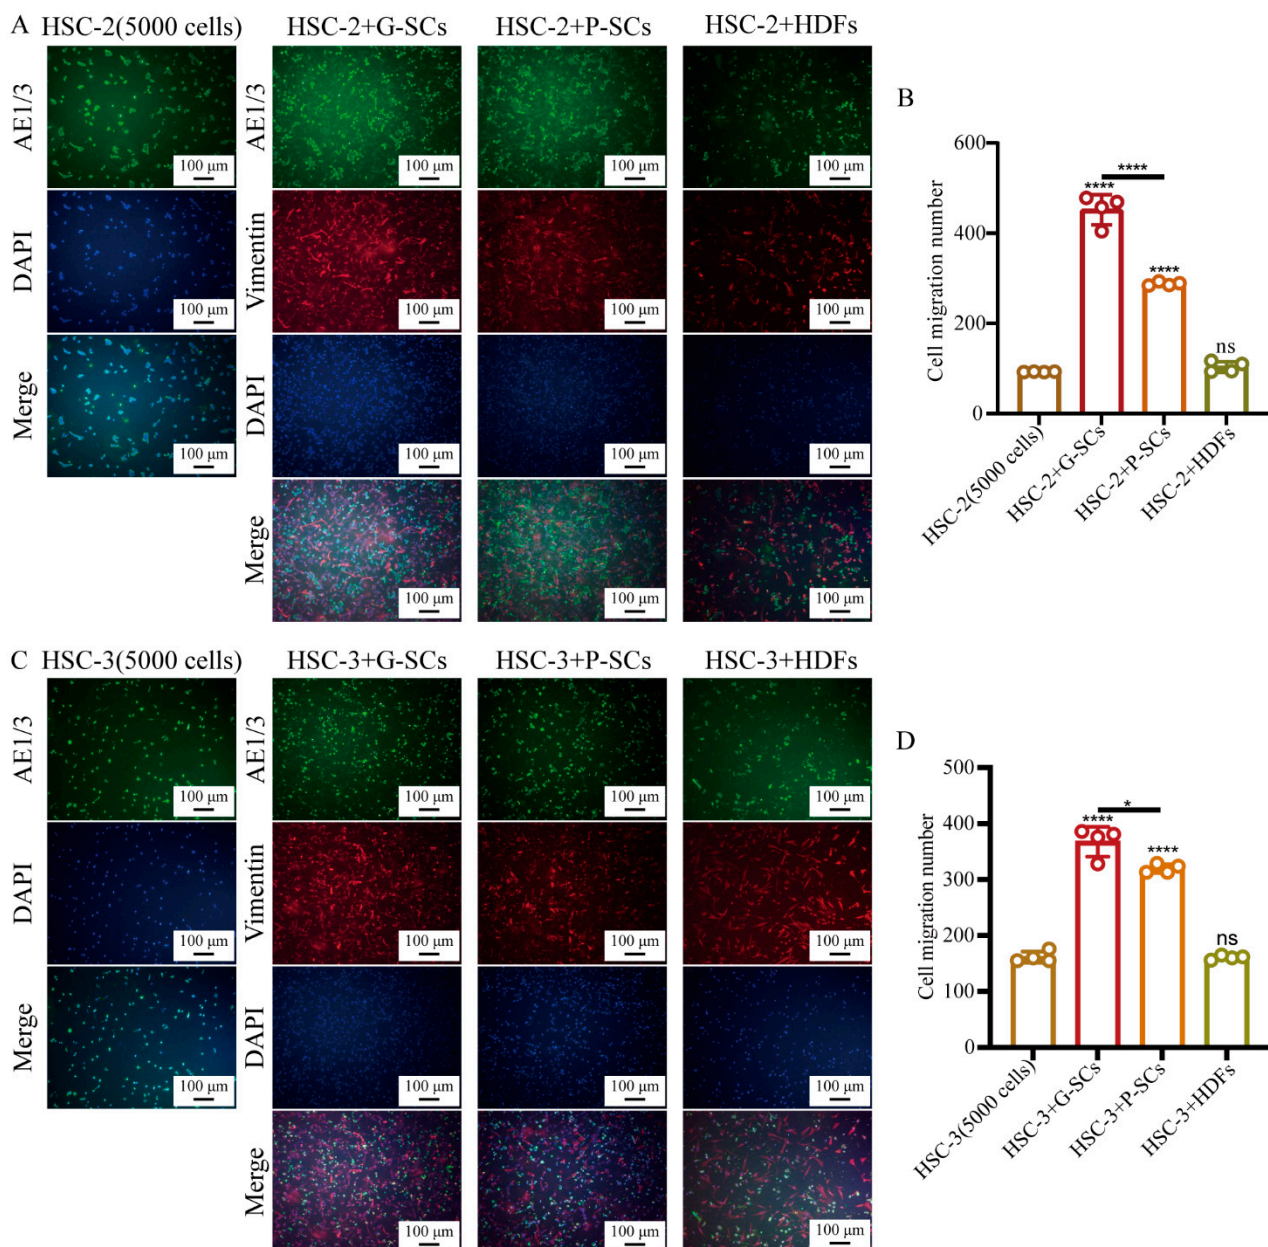 A HSC-2(5000 cells) HSC-2+G-SCs HSC-2+P-SCs HSC-2+HDFs
AE1/3 AE1/3
100 μm 100 μm 100 μm 100 μm
DAPI Vimentin
100 μm 100 μm 100 μm 100 μm
Merge DAPI
100 μm 100 μm 100 μm 100 μm
Merge
100 μm 100 μm 100 μm
B
Cell migration number
600
400
200
0
****
****
****
ns
HSC-2(5000 cells)
HSC-2+G-SCs
HSC-2+P-SCs
HSC-2+HDFs
C HSC-3(5000 cells) HSC-3+G-SCs HSC-3+P-SCs HSC-3+HDFs
AE1/3 AE1/3
100 μm 100 μm 100 μm 100 μm
DAPI Vimentin
100 μm 100 μm 100 μm 100 μm
Merge DAPI
100 μm 100 μm 100 μm 100 μm
Merge
100 μm 100 μm 100 μm
D
Cell migration number
500
400
300
200
100
0
*
****
****
ns
HSC-3(5000 cells)
HSC-3+G-SCs
HSC-3+P-SCs
HSC-3+HDFs